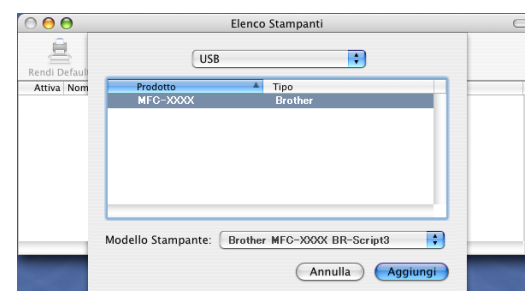 Elenco Stampanti
USB
Rendi Default
Attiva Nom
Prodotto Tipo
MFC-XXXX Brother
Modello Stampante: Brother MFC-XXXX BR-Script3
Annulla Aggiungi